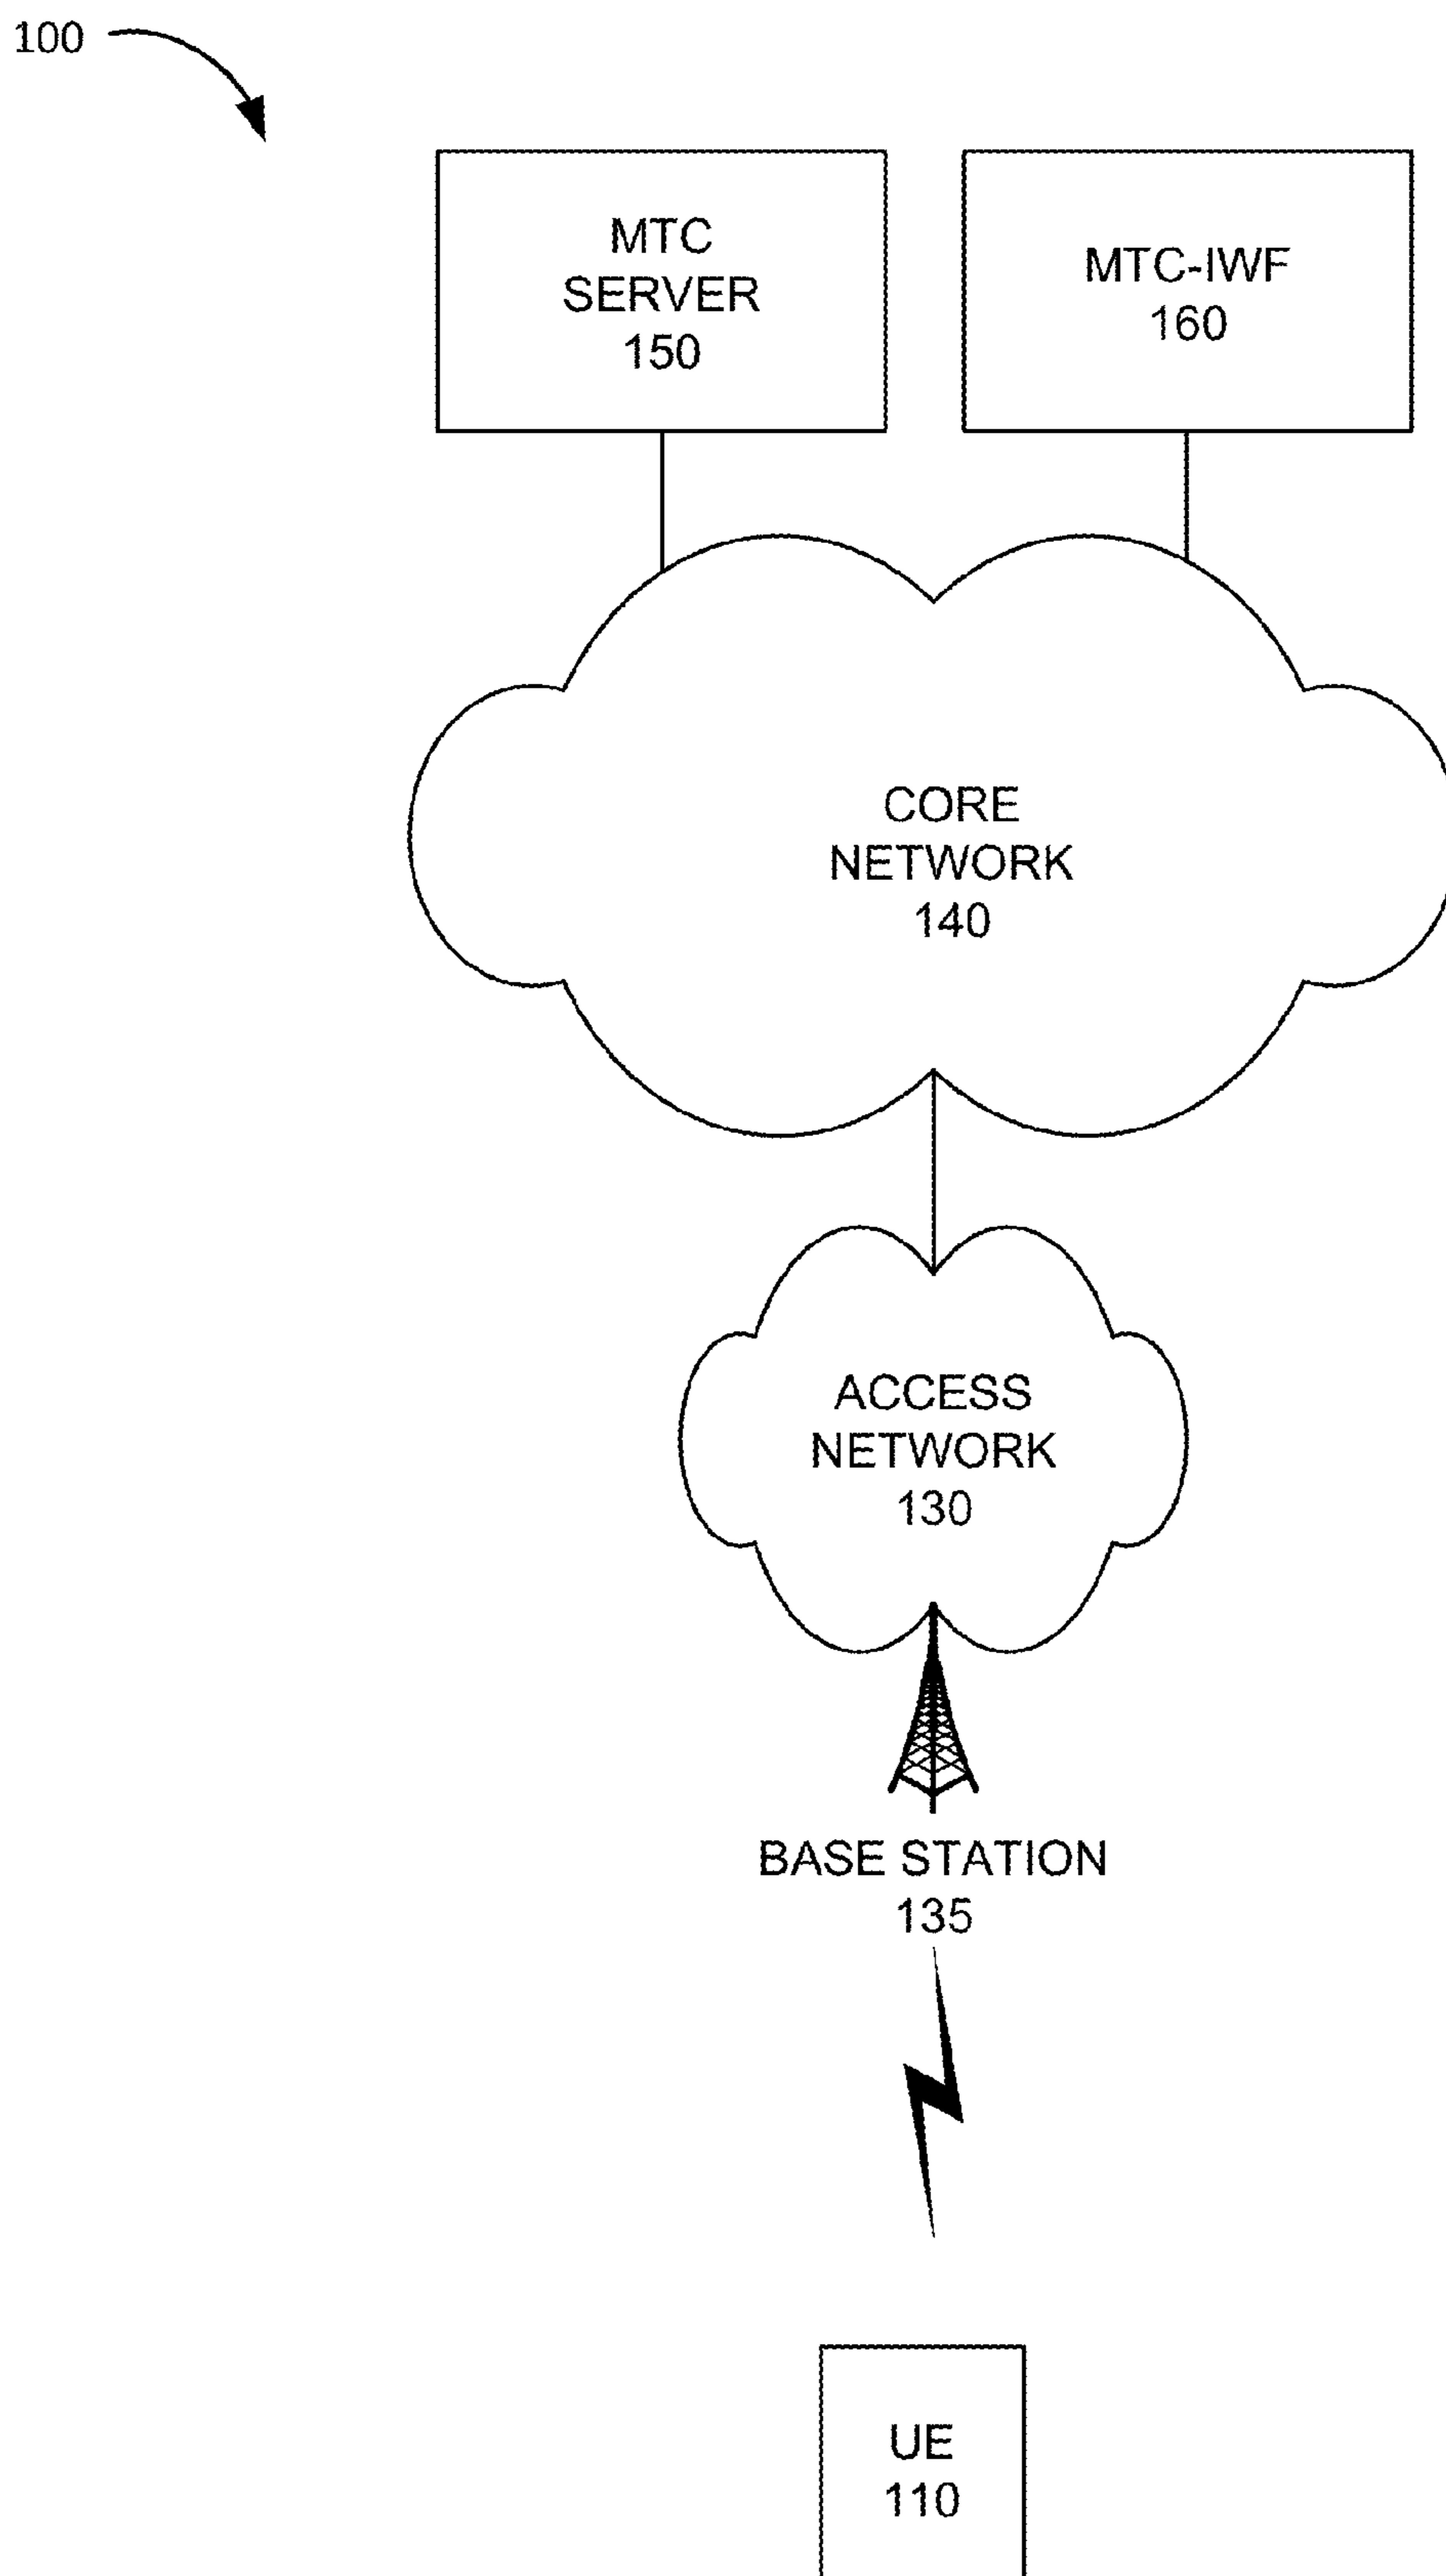 100
MTC
SERVER
150
MTC-IWF
160
CORE
NETWORK
140
ACCESS
NETWORK
130
BASE STATION
135
UE
110